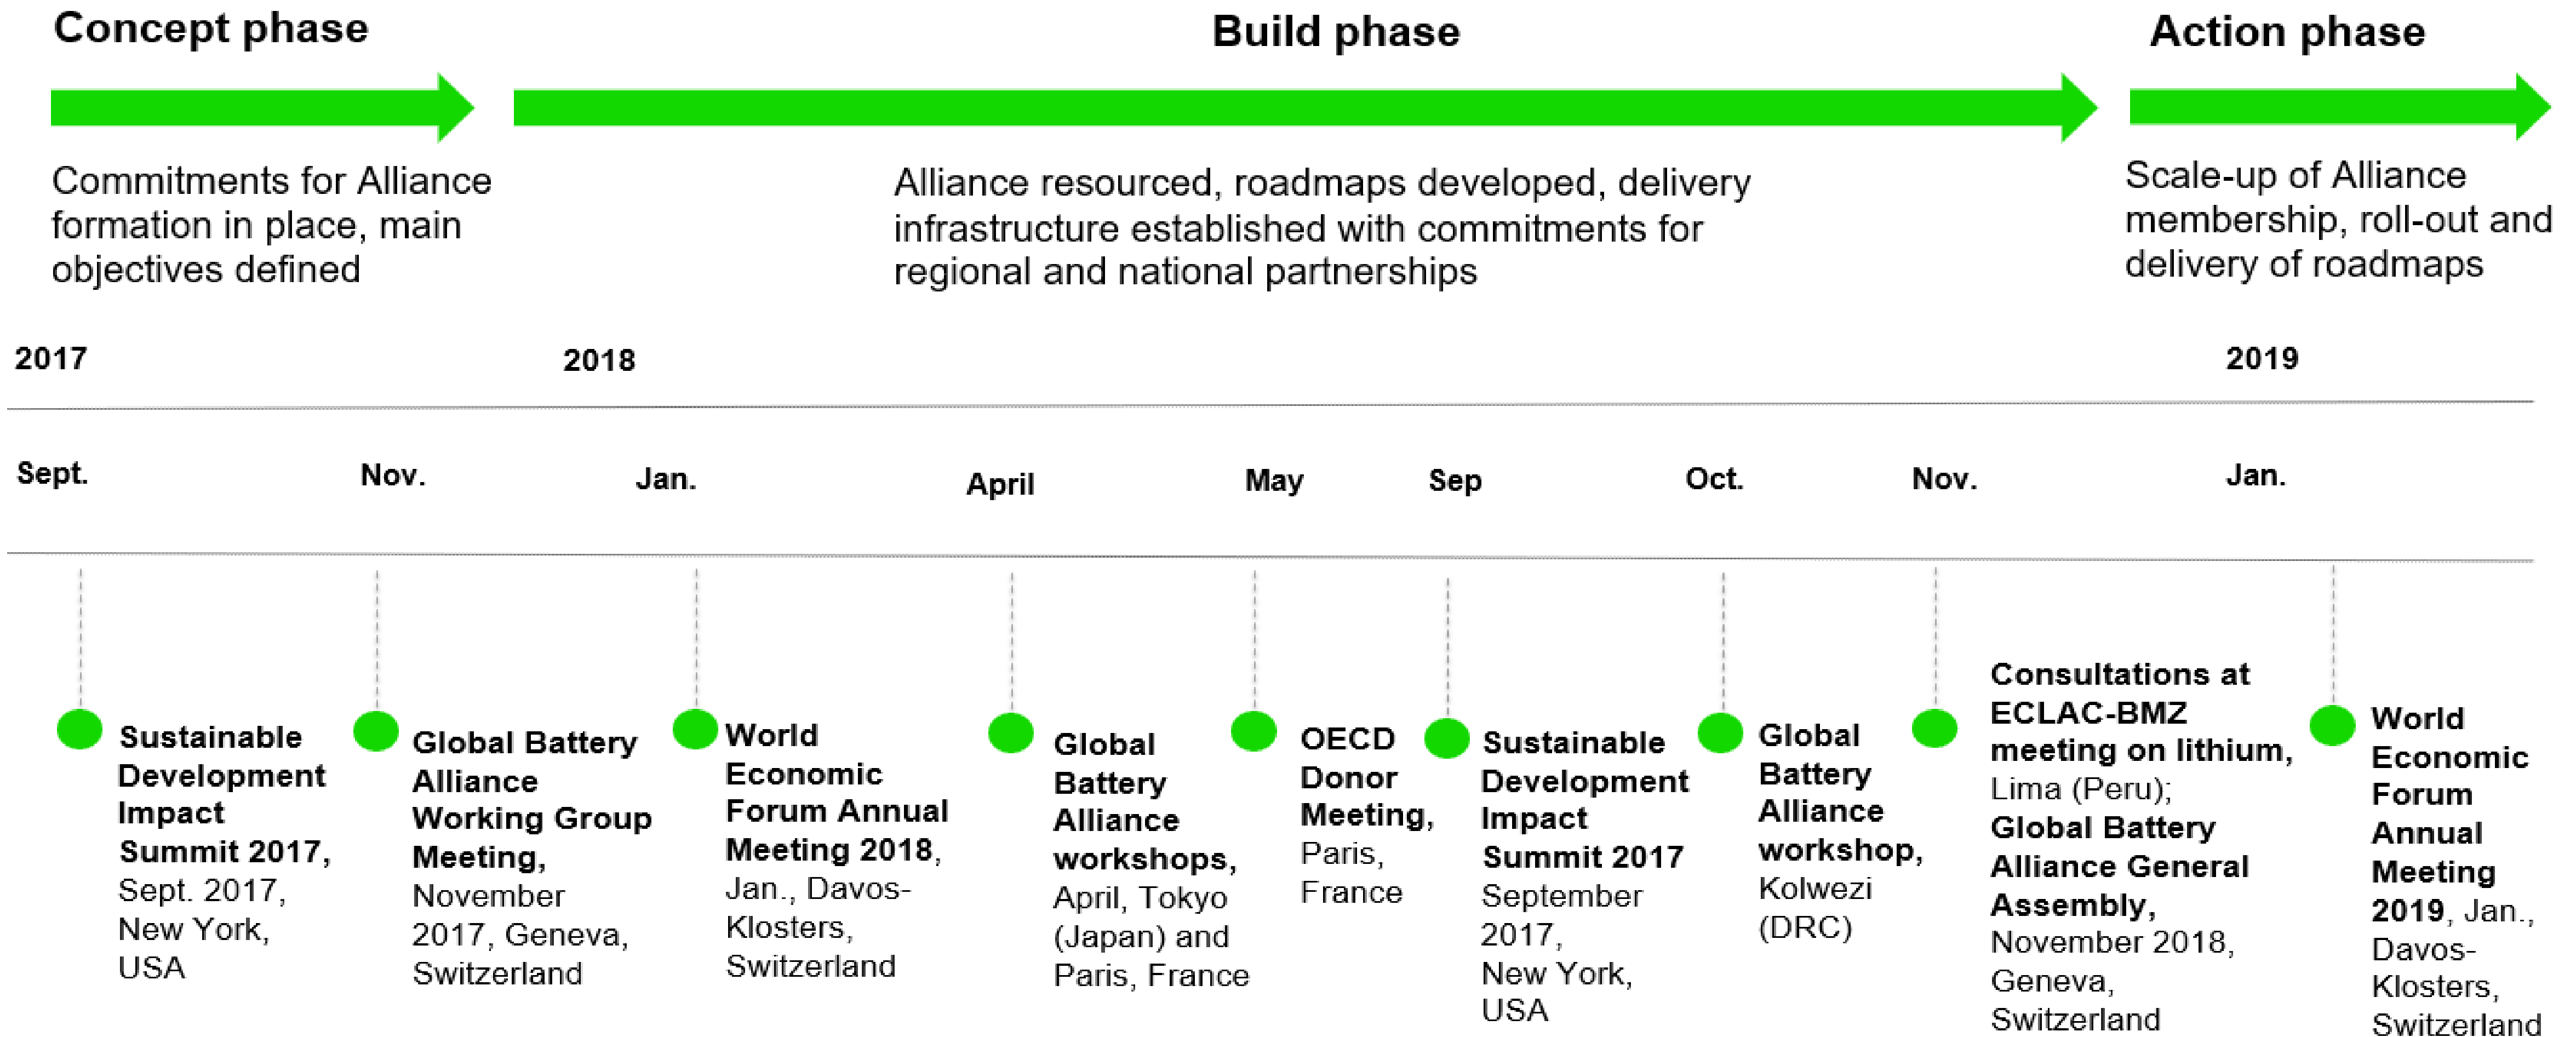 Concept phase
Build phase
Action phase
Commitments for Alliance
formation in place, main
objectives defined
Alliance resourced, roadmaps developed, delivery
infrastructure established with commitments for
regional and national partnerships
Scale-up of Alliance
membership, roll-out and
delivery of roadmaps
2017
2018
2019
Sept.
Nov.
Jan.
April
May
Sep
Oct.
Nov.
Jan.
Sustainable
Development
Impact
Summit 2017,
Sept. 2017,
New York,
USA
Global Battery
Alliance
Working Group
Meeting,
November
2017, Geneva,
Switzerland
World
Economic
Forum Annual
Meeting 2018,
Jan., Davos-
Klosters,
Switzerland
Global
Battery
Alliance
workshops,
April, Tokyo
(Japan) and
Paris, France
OECD
Donor
Meeting,
Paris,
France
Sustainable
Development
Impact
Summit 2017
September
2017,
New York,
USA
Global
Battery
Alliance
workshop,
Kolwezi
(DRC)
Consultations at
ECLAC-BMZ
meeting on lithium,
Lima (Peru);
Global Battery
Alliance General
Assembly,
November 2018,
Geneva,
Switzerland
World
Economic
Forum
Annual
Meeting
2019, Jan.,
Davos-
Klosters,
Switzerland